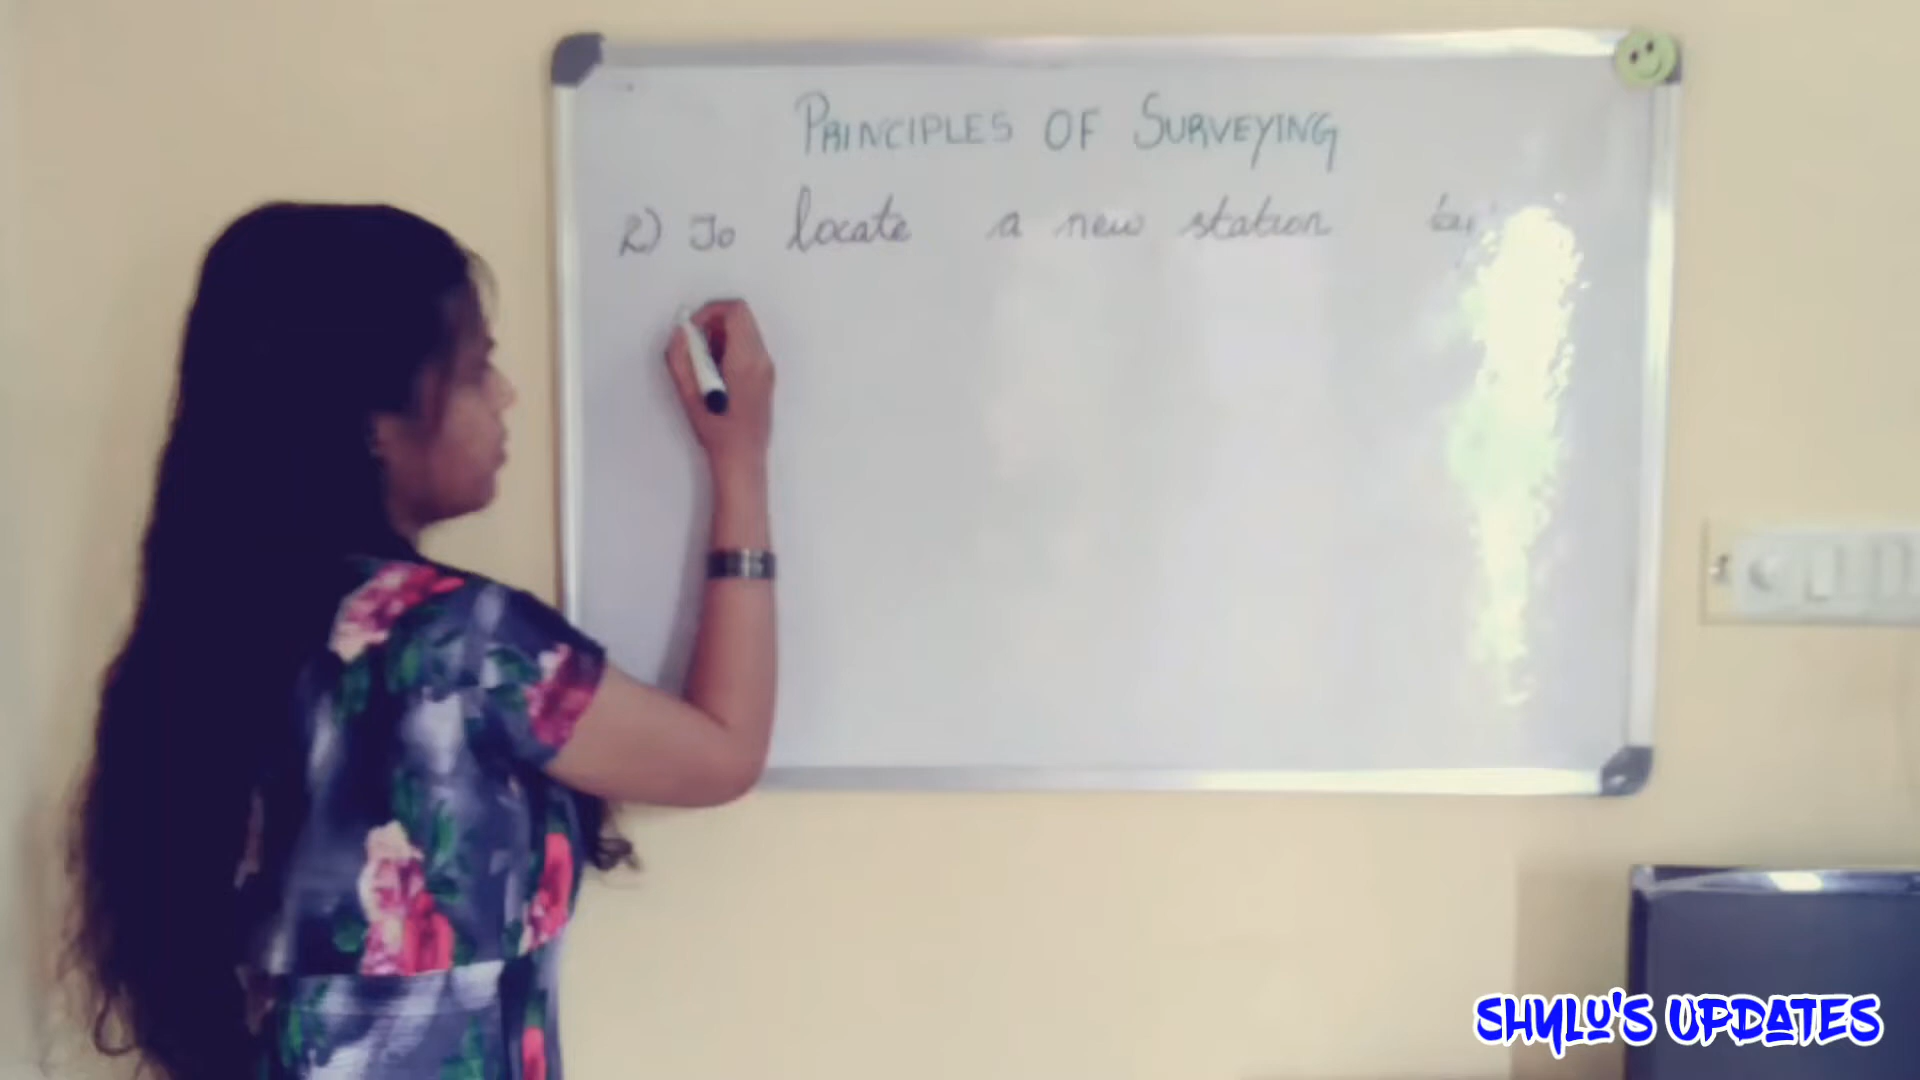 PRINCIPLES OF SURVEYING
2) To locate a new station
SHYLU'S UPDATES